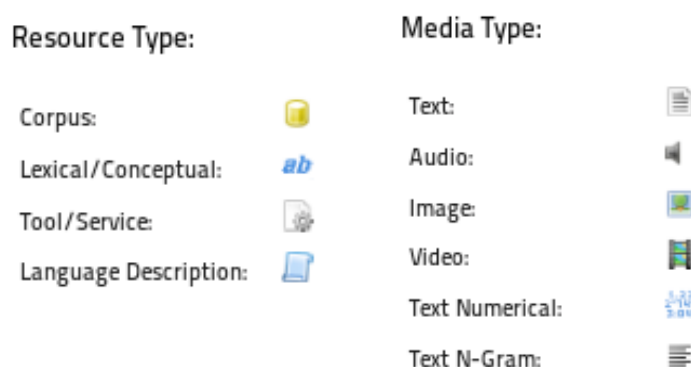 Resource Type:
Corpus:
Lexical/Conceptual:
ab
Tool/Service:
Language Description:
Media Type:
Text:
Audio:
Image:
Video:
Text Numerical:
Text N-Gram: